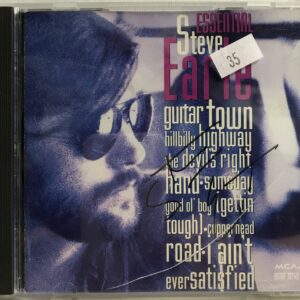 ESSENTIAL
Steve
Earle
35
guitar town
hillbilly highway
the devil's right
hand·someday
good ol' boy (gettin'
tough)·copperhead
road·I ain't
ever satisfied
MCA